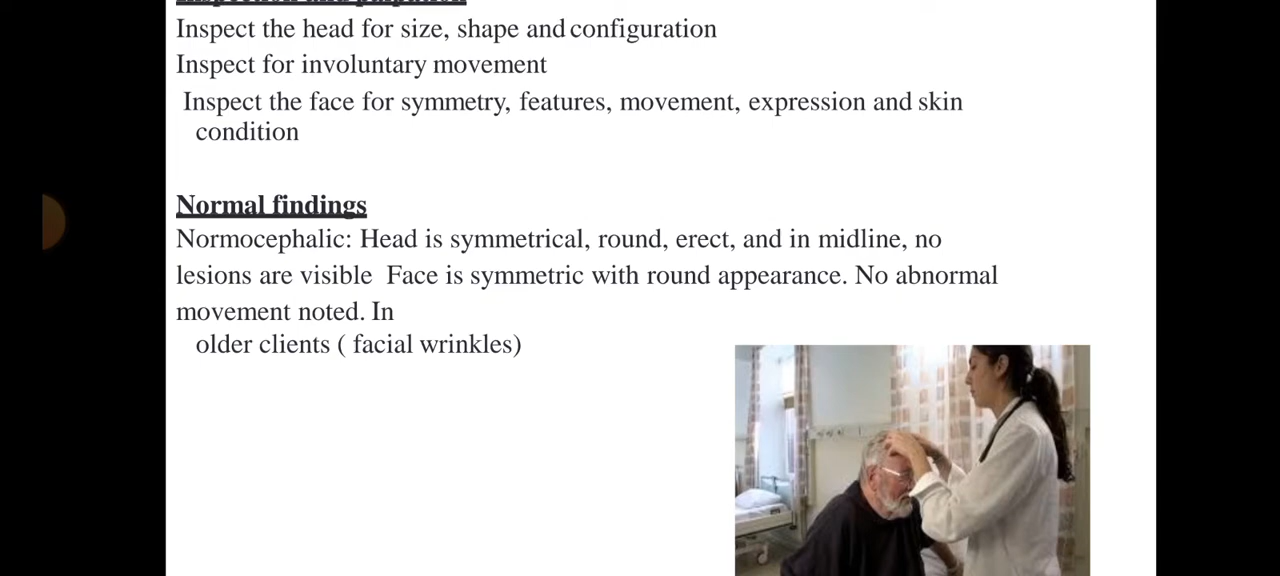 Inspect the head for size, shape and configuration
Inspect for involuntary movement
Inspect the face for symmetry, features, movement, expression and skin
condition
Normal findings
Normocephalic: Head is symmetrical, round, erect, and in midline, no
lesions are visible Face is symmetric with round appearance. No abnormal
movement noted. In
older clients ( facial wrinkles)